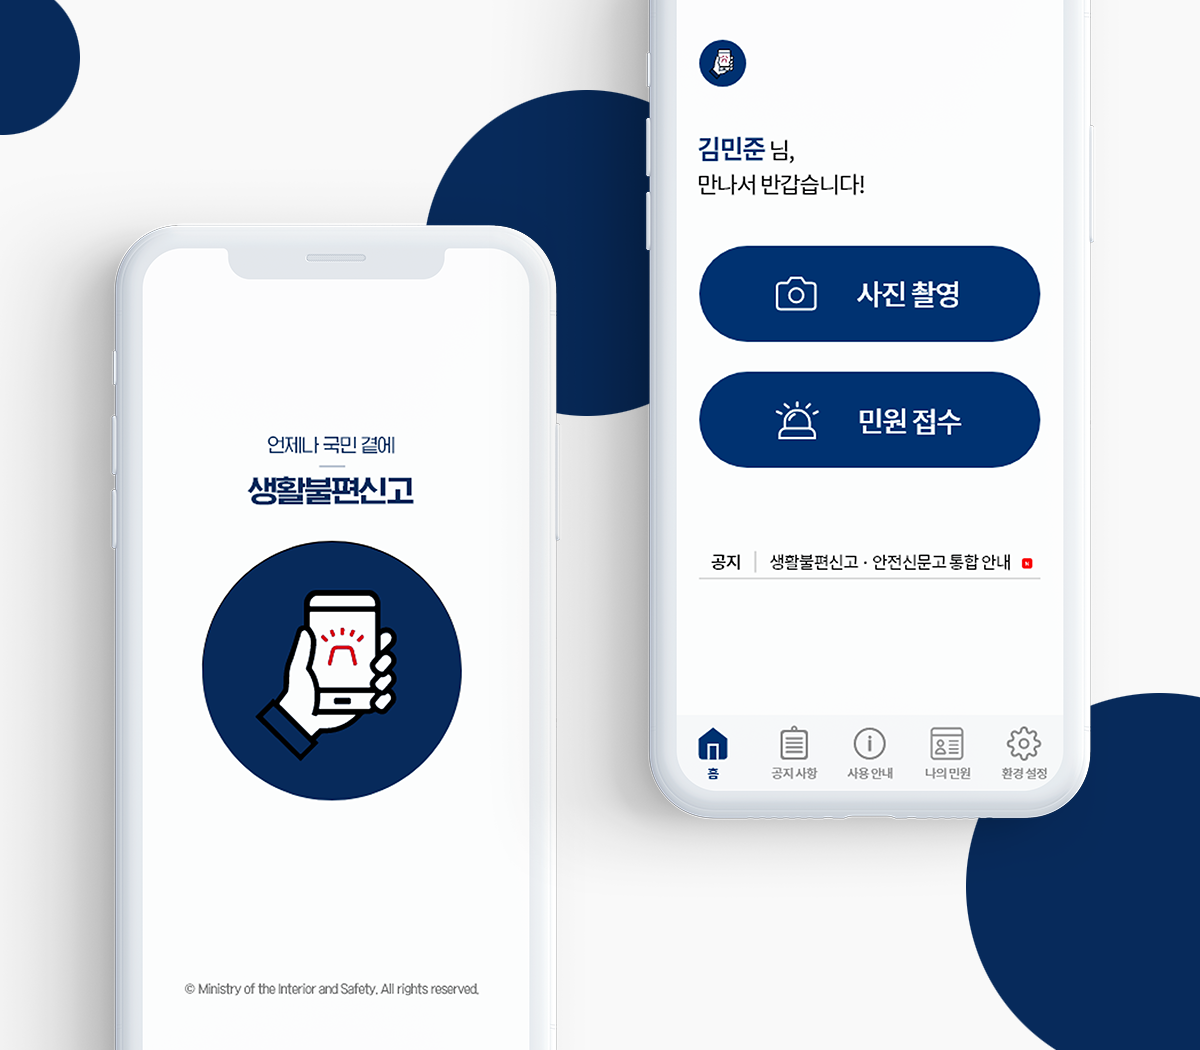 언제나 국민 곁에
생활불편신고
© Ministry of the Interior and Safety. All rights reserved.
김민준 님,
만나서 반갑습니다!
사진 촬영
민원 접수
공지 생활불편신고 · 안전신문고 통합 안내 N
홈 공지 사항 사용 안내 나의 민원 환경 설정